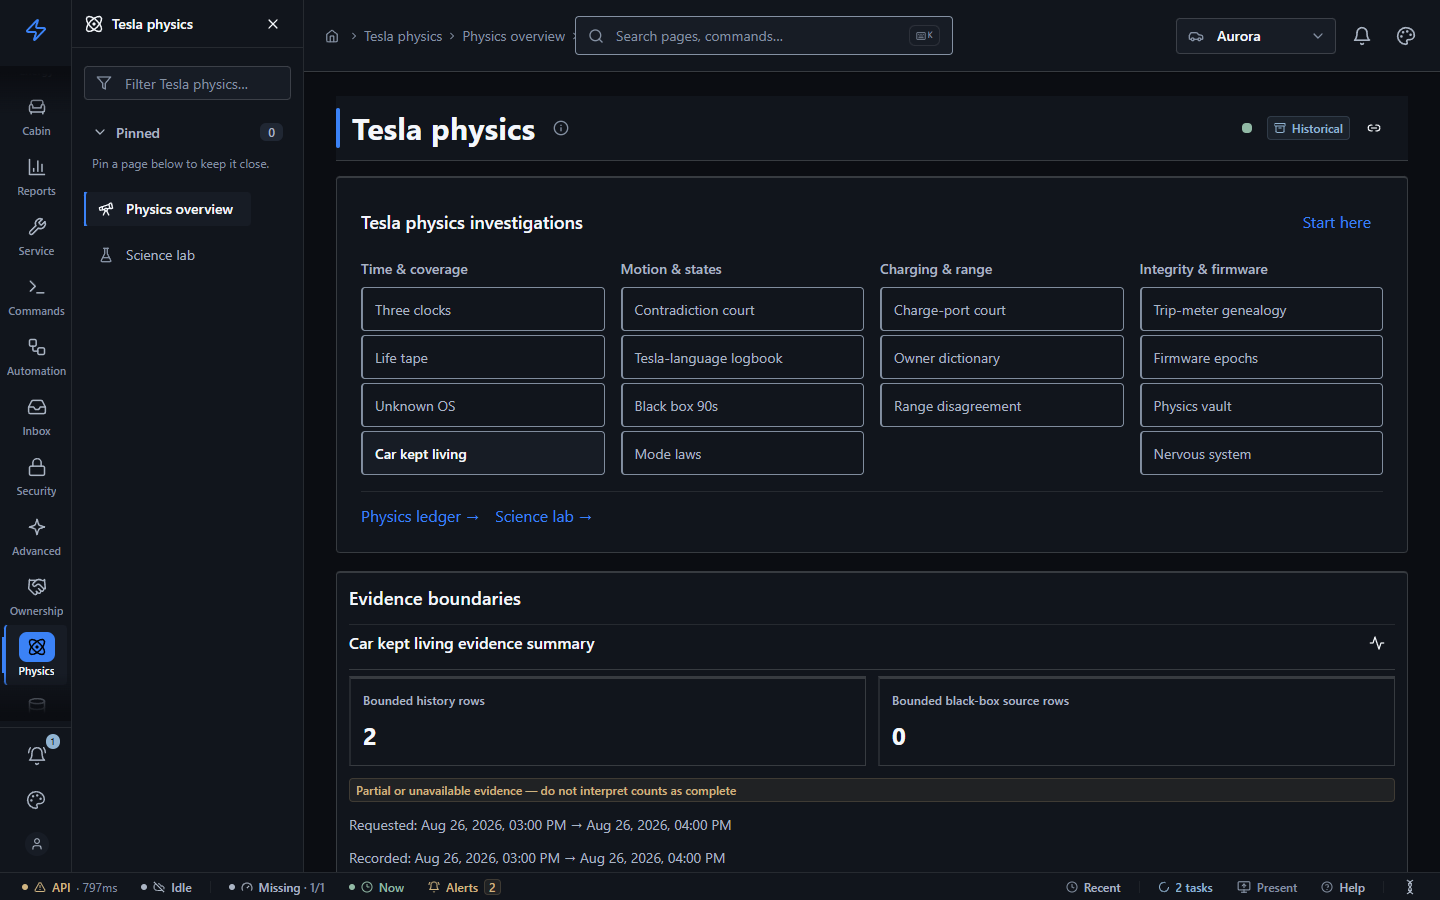 Tesla physics
Tesla physics
Physics overview
Search pages, commands...
K
Aurora
Filter Tesla physics...
Pinned
0
Pin a page below to keep it close.
Physics overview
Science lab
Cabin
Reports
Service
Commands
Automation
Inbox
Security
Advanced
Ownership
Physics
1
Tesla physics
Historical
Tesla physics investigations
Start here
Time & coverage
Three clocks
Life tape
Unknown OS
Car kept living
Motion & states
Contradiction court
Tesla-language logbook
Black box 90s
Mode laws
Charging & range
Charge-port court
Owner dictionary
Range disagreement
Integrity & firmware
Trip-meter genealogy
Firmware epochs
Physics vault
Nervous system
Physics ledger →
Science lab →
Evidence boundaries
Car kept living evidence summary
Bounded history rows
2
Bounded black-box source rows
0
Partial or unavailable evidence — do not interpret counts as complete
Requested: Aug 26, 2026, 03:00 PM → Aug 26, 2026, 04:00 PM
Recorded: Aug 26, 2026, 03:00 PM → Aug 26, 2026, 04:00 PM
API · 797ms
Idle
Missing · 1/1
Now
Alerts 2
Recent
2 tasks
Present
Help